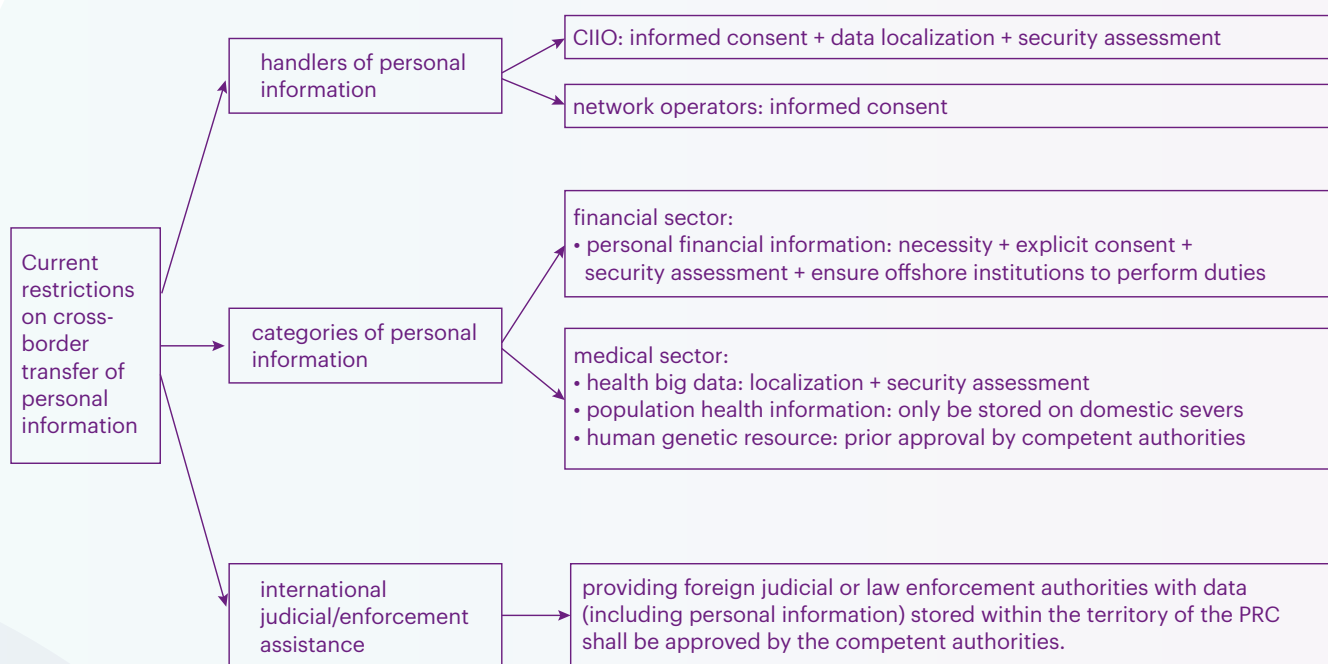 Current
restrictions
on cross-
border
transfer of
personal
information
handlers of personal
information
CIIO: informed consent + data localization + security assessment
network operators: informed consent
categories of personal
information
financial sector:
• personal financial information: necessity + explicit consent +
security assessment + ensure offshore institutions to perform duties
medical sector:
• health big data: localization + security assessment
• population health information: only be stored on domestic severs
• human genetic resource: prior approval by competent authorities
international
judicial/enforcement
assistance
providing foreign judicial or law enforcement authorities with data
(including personal information) stored within the territory of the PRC
shall be approved by the competent authorities.